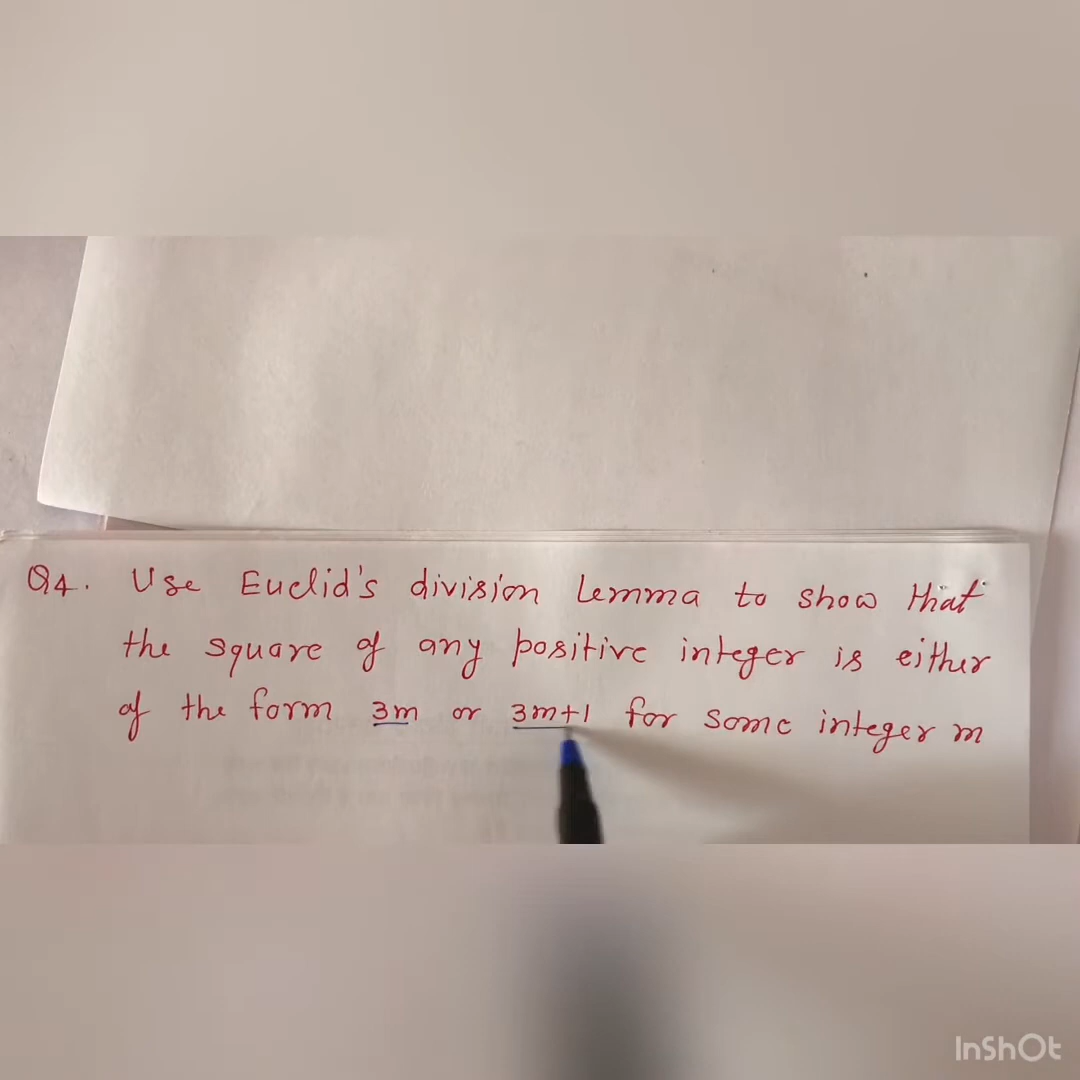 Q4. Use Euclid's division Lemma to show that
the square of any positive integer is either
of the form 3m or 3m+1 for some integer m
InShOt